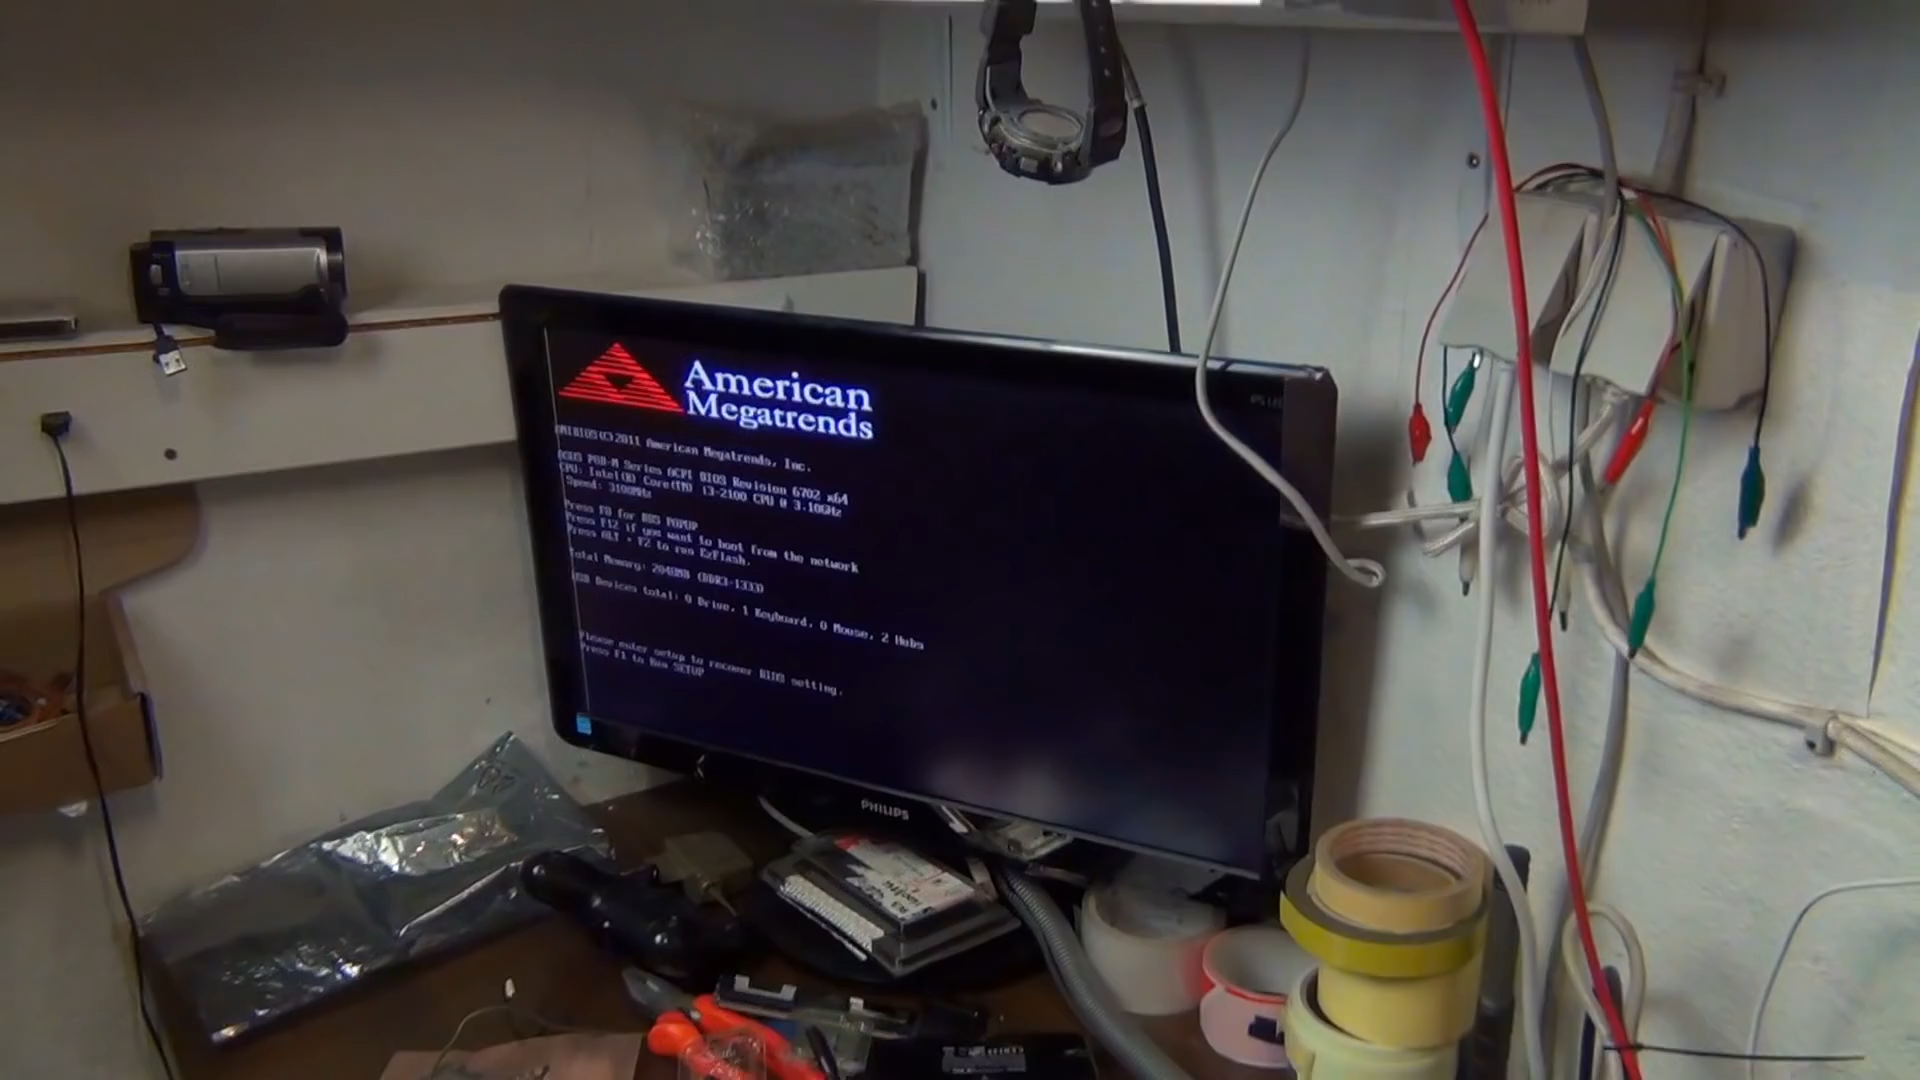 American
Megatrends
AMIBIOS(C)2011 American Megatrends, Inc.
ASUS P8B-M Series ACPI BIOS Revision 6702 x64
CPU: Intel(R) Core(TM) i3-2100 CPU @ 3.10GHz
Speed: 3100MHz
Press F8 for BBS POPUP
Press F12 if you want to boot from the network
Press ALT + F2 to run EzFlash.
Total Memory: 2048MB (DDR3-1333)
USB Devices total: 0 Drive, 1 Keyboard, 0 Mouse, 2 Hubs
Please enter setup to recover BIOS setting.
Press F1 to Run SETUP
PHILIPS